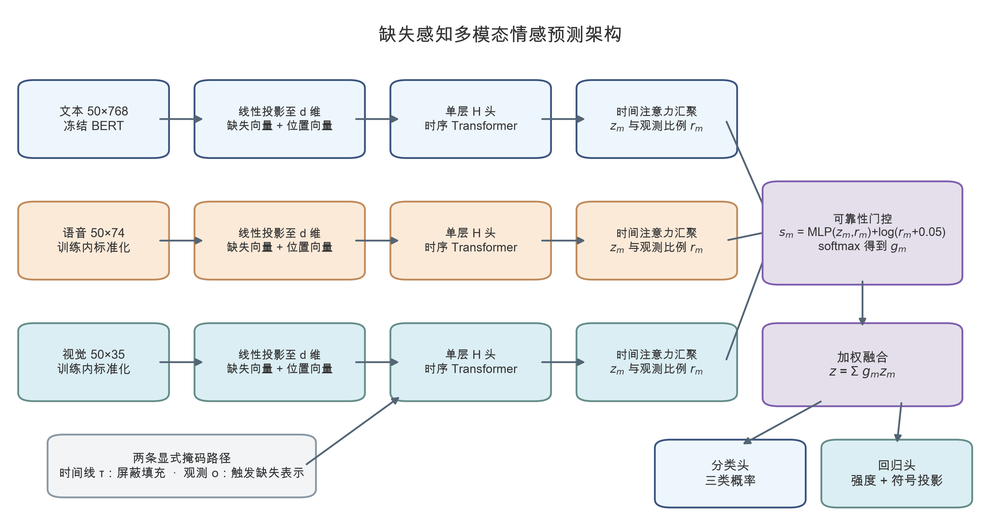 缺失感知多模态情感预测架构
文本 50×768
冻结 BERT
线性投影至 d 维
缺失向量 + 位置向量
单层 H 头
时序 Transformer
时间注意力汇聚
zₘ 与观测比例 rₘ
语音 50×74
训练内标准化
线性投影至 d 维
缺失向量 + 位置向量
单层 H 头
时序 Transformer
时间注意力汇聚
zₘ 与观测比例 rₘ
可靠性门控
sₘ = MLP(zₘ,rₘ)+log(rₘ+0.05)
softmax 得到 gₘ
视觉 50×35
训练内标准化
线性投影至 d 维
缺失向量 + 位置向量
单层 H 头
时序 Transformer
时间注意力汇聚
zₘ 与观测比例 rₘ
加权融合
z = Σ gₘzₘ
两条显式掩码路径
时间线 τ：屏蔽填充 · 观测 o：触发缺失表示
分类头
三类概率
回归头
强度 + 符号投影